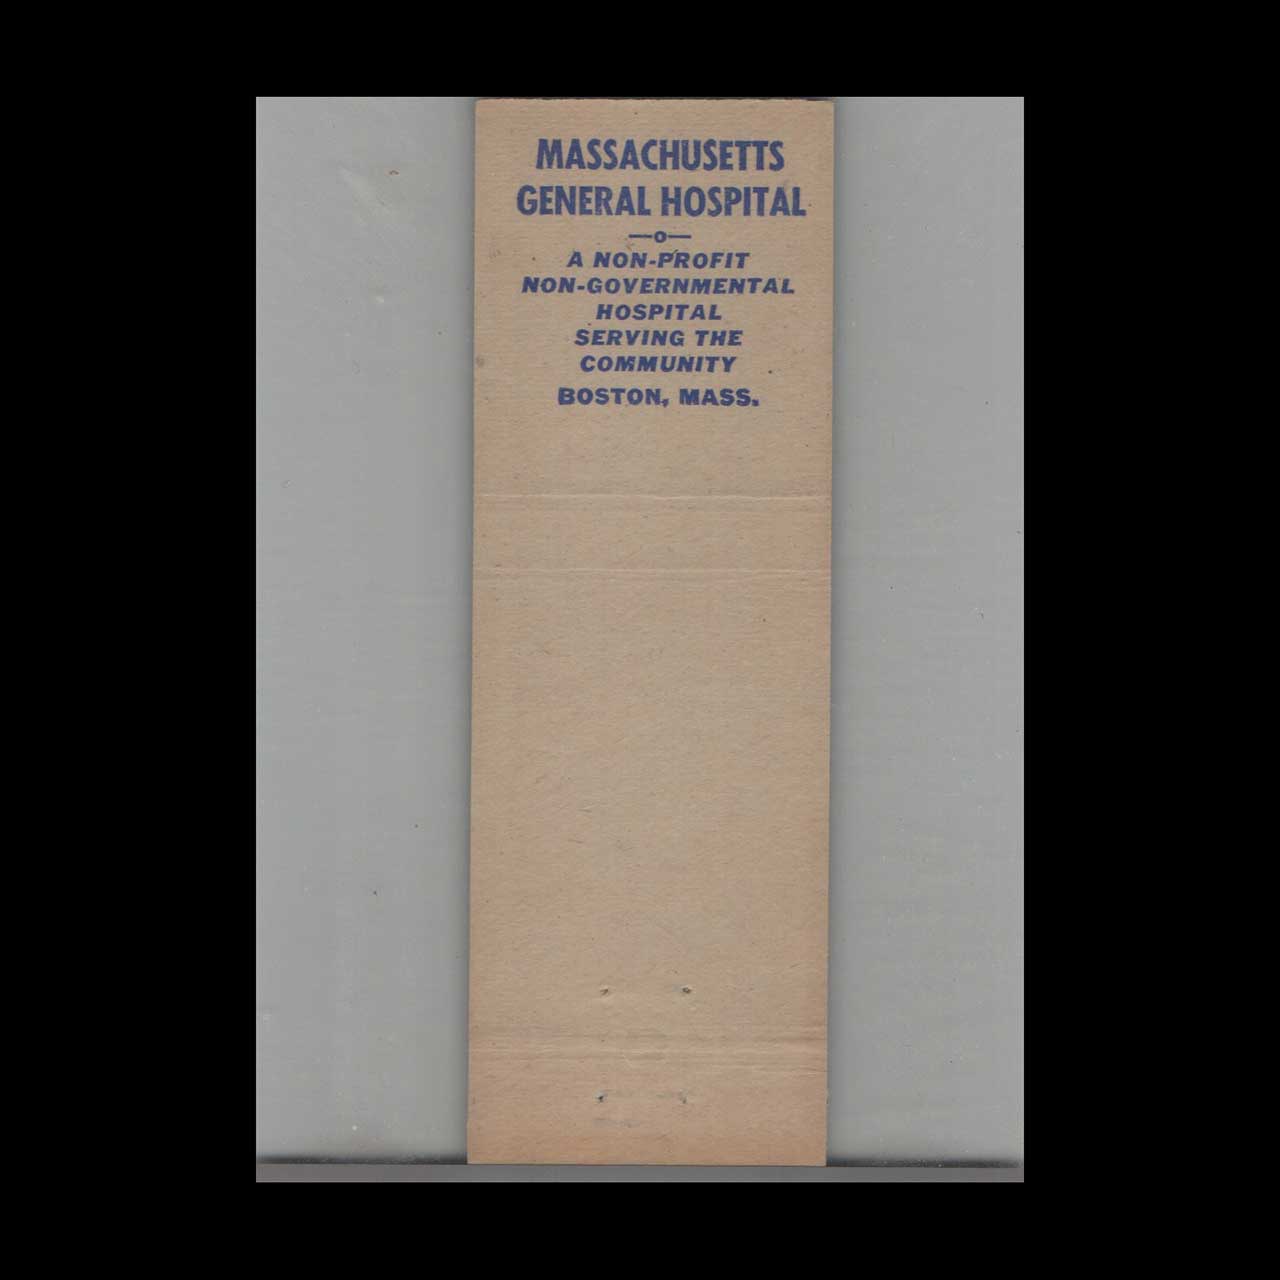 MASSACHUSETTS
GENERAL HOSPITAL
—o—
A NON-PROFIT
NON-GOVERNMENTAL
HOSPITAL
SERVING THE
COMMUNITY
BOSTON, MASS.